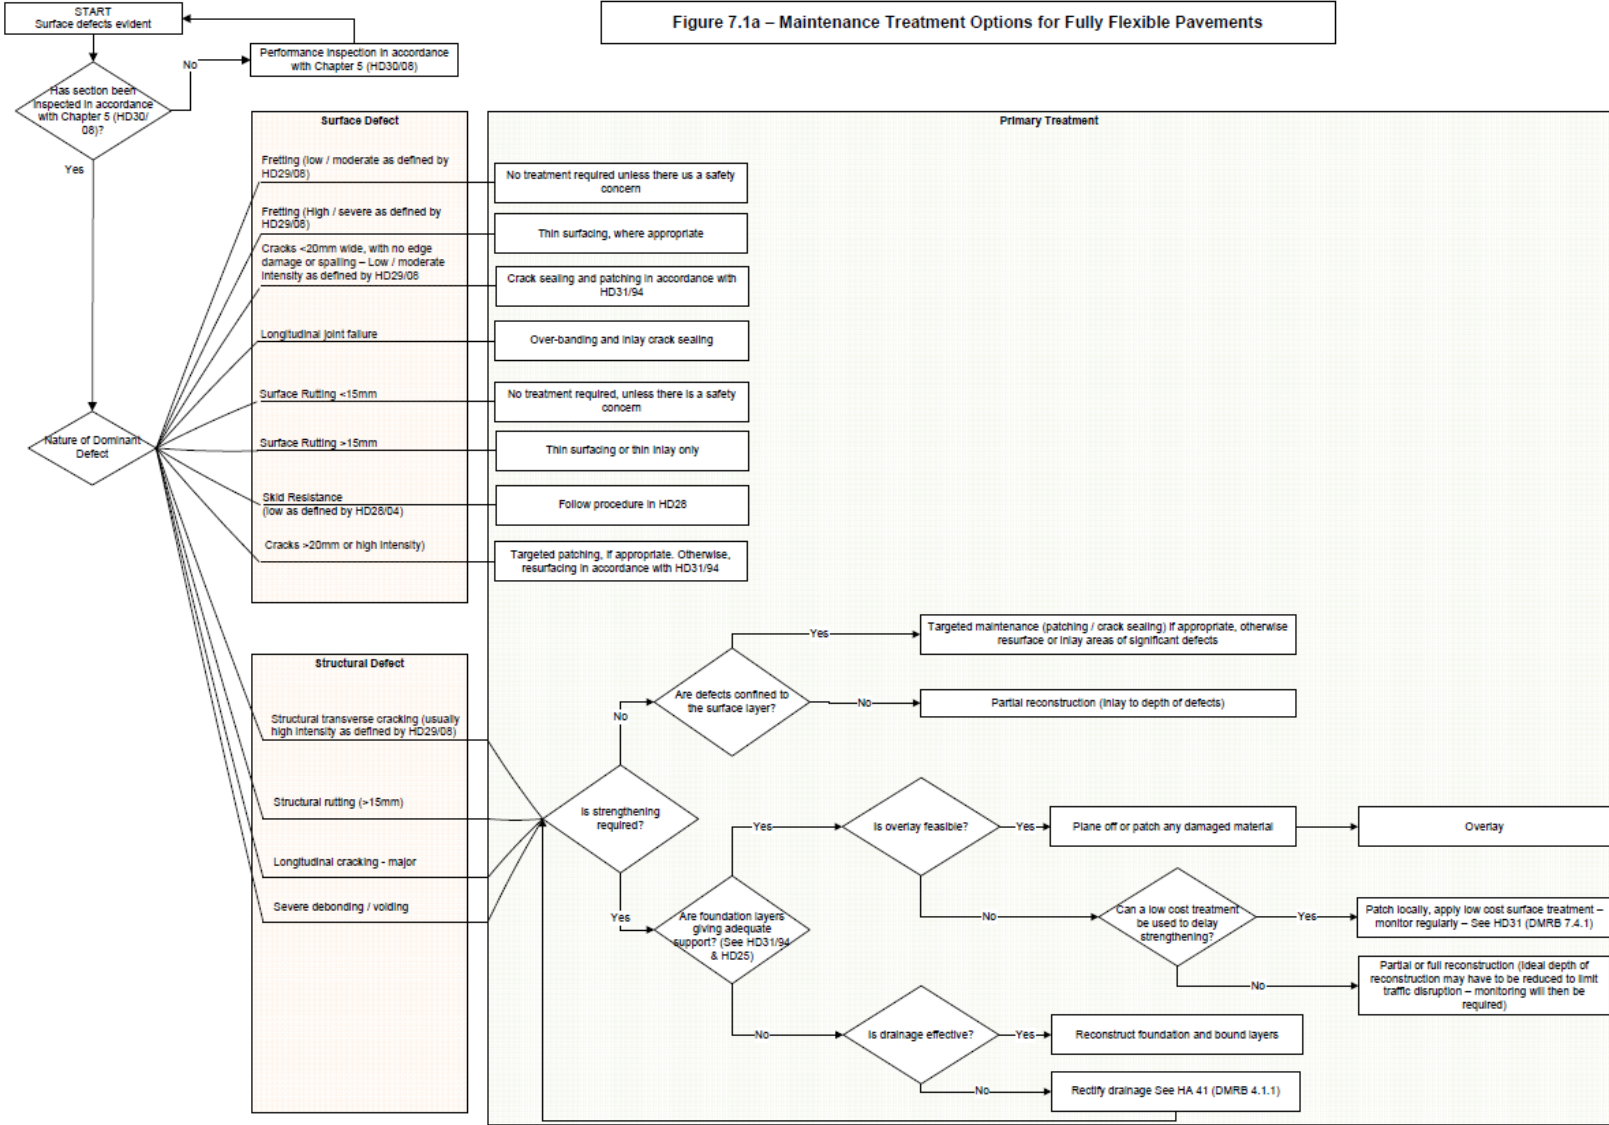 START
Surface defects evident
Figure 7.1a – Maintenance Treatment Options for Fully Flexible Pavements
Performance Inspection in accordance
with Chapter 5 (HD30/08)
No
Has section been
inspected in accordance
with Chapter 5 (HD30/
08)?
Yes
Surface Defect
Primary Treatment
Fretting (low / moderate as defined by
HD29/08)
No treatment required unless there us a safety
concern
Fretting (High / severe as defined by
HD29/08)
Thin surfacing, where appropriate
Cracks <20mm wide, with no edge
damage or spalling – Low / moderate
intensity as defined by HD29/08
Crack sealing and patching in accordance with
HD31/94
Longitudinal joint failure
Over-banding and inlay crack sealing
Surface Rutting <15mm
No treatment required, unless there is a safety
concern
Nature of Dominant
Defect
Surface Rutting >15mm
Thin surfacing or thin inlay only
Skid Resistance
(low as defined by HD28/04)
Follow procedure in HD28
Cracks >20mm or high intensity)
Targeted patching, if appropriate. Otherwise,
resurfacing in accordance with HD31/94
Structural Defect
Structural transverse cracking (usually
high intensity as defined by HD29/08)
Structural rutting (>15mm)
Longitudinal cracking - major
Severe debonding / voiding
Is strengthening
required?
No
Are defects confined to
the surface layer?
Yes
Targeted maintenance (patching / crack sealing) if appropriate, otherwise
resurface or inlay areas of significant defects
No
Partial reconstruction (inlay to depth of defects)
Yes
Are foundation layers
giving adequate
support? (See HD31/94
& HD25)
Yes
Is overlay feasible?
Yes
Plane off or patch any damaged material
Overlay
No
Can a low cost treatment
be used to delay
strengthening?
Yes
Patch locally, apply low cost surface treatment –
monitor regularly – See HD31 (DMRB 7.4.1)
No
Partial or full reconstruction (ideal depth of
reconstruction may have to be reduced to limit
traffic disruption – monitoring will then be
required)
No
Is drainage effective?
Yes
Reconstruct foundation and bound layers
No
Rectify drainage See HA 41 (DMRB 4.1.1)